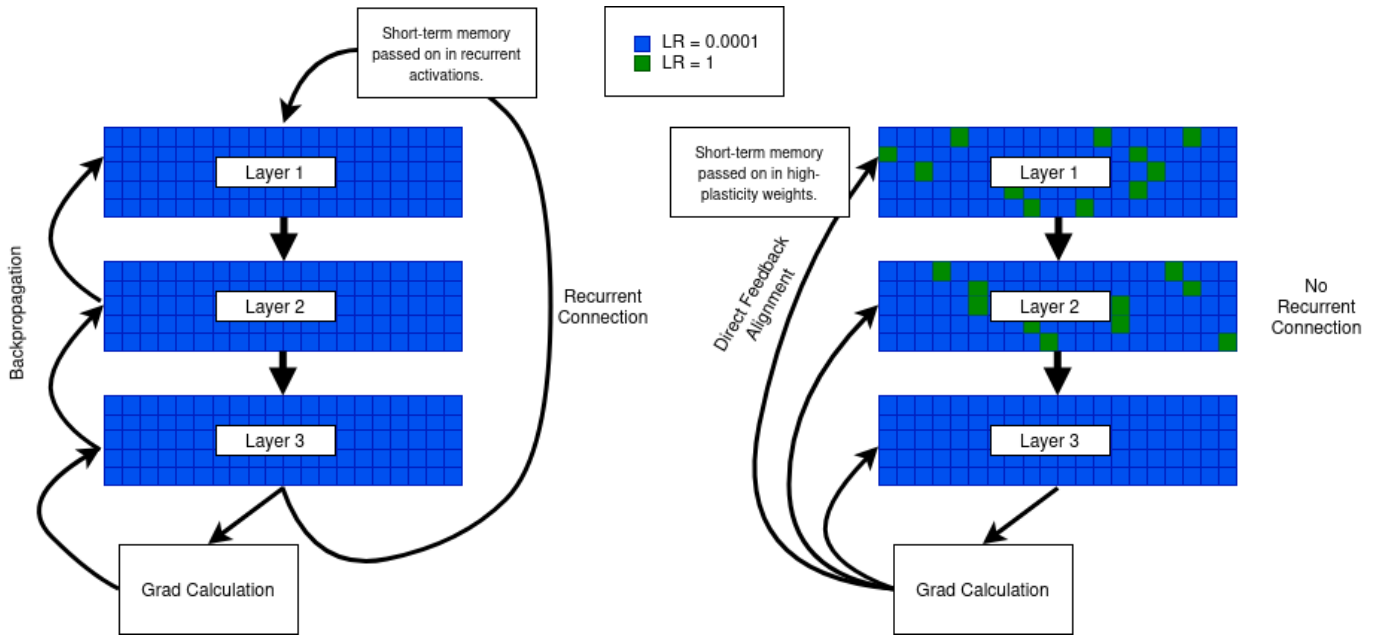 Short-term memory
passed on in recurrent
activations.
Layer 1
Layer 2
Layer 3
Backpropagation
Recurrent
Connection
Grad Calculation
LR = 0.0001
LR = 1
Short-term memory
passed on in high-
plasticity weights.
Direct Feedback
Alignment
Layer 1
Layer 2
Layer 3
No
Recurrent
Connection
Grad Calculation